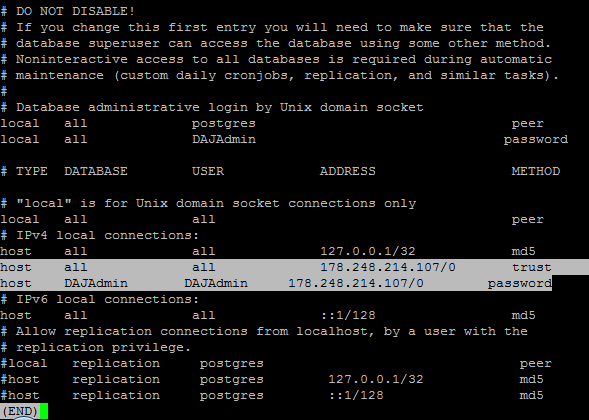 # DO NOT DISABLE!
# If you change this first entry you will need to make sure that the
# database superuser can access the database using some other method.
# Noninteractive access to all databases is required during automatic
# maintenance (custom daily cronjobs, replication, and similar tasks).
#
# Database administrative login by Unix domain socket
local   all             postgres                                peer
local   all             DAJAdmin                               password

# TYPE  DATABASE        USER            ADDRESS                 METHOD

# "local" is for Unix domain socket connections only
local   all             all                                     peer
# IPv4 local connections:
host    all             all             127.0.0.1/32            md5
host    all             all             178.248.214.107/0       trust
host    DAJAdmin       DAJAdmin     178.248.214.107/0        password
# IPv6 local connections:
host    all             all             ::1/128                 md5
# Allow replication connections from localhost, by a user with the
# replication privilege.
#local   replication     postgres                                peer
#host    replication     postgres        127.0.0.1/32            md5
#host    replication     postgres        ::1/128                 md5
(END)